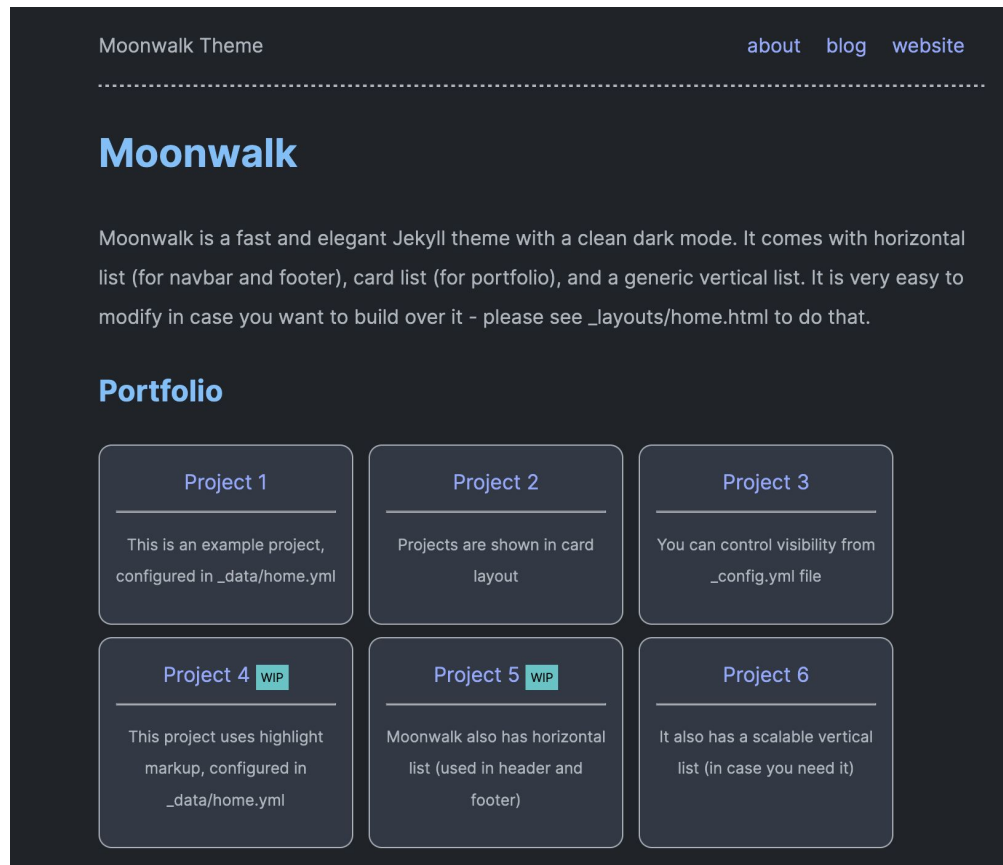 Moonwalk Theme
about blog website
Moonwalk
Moonwalk is a fast and elegant Jekyll theme with a clean dark mode. It comes with horizontal
list (for navbar and footer), card list (for portfolio), and a generic vertical list. It is very easy to
modify in case you want to build over it - please see _layouts/home.html to do that.
Portfolio
Project 1
This is an example project,
configured in _data/home.yml
Project 2
Projects are shown in card
layout
Project 3
You can control visibility from
_config.yml file
Project 4 WIP
This project uses highlight
markup, configured in
_data/home.yml
Project 5 WIP
Moonwalk also has horizontal
list (used in header and
footer)
Project 6
It also has a scalable vertical
list (in case you need it)